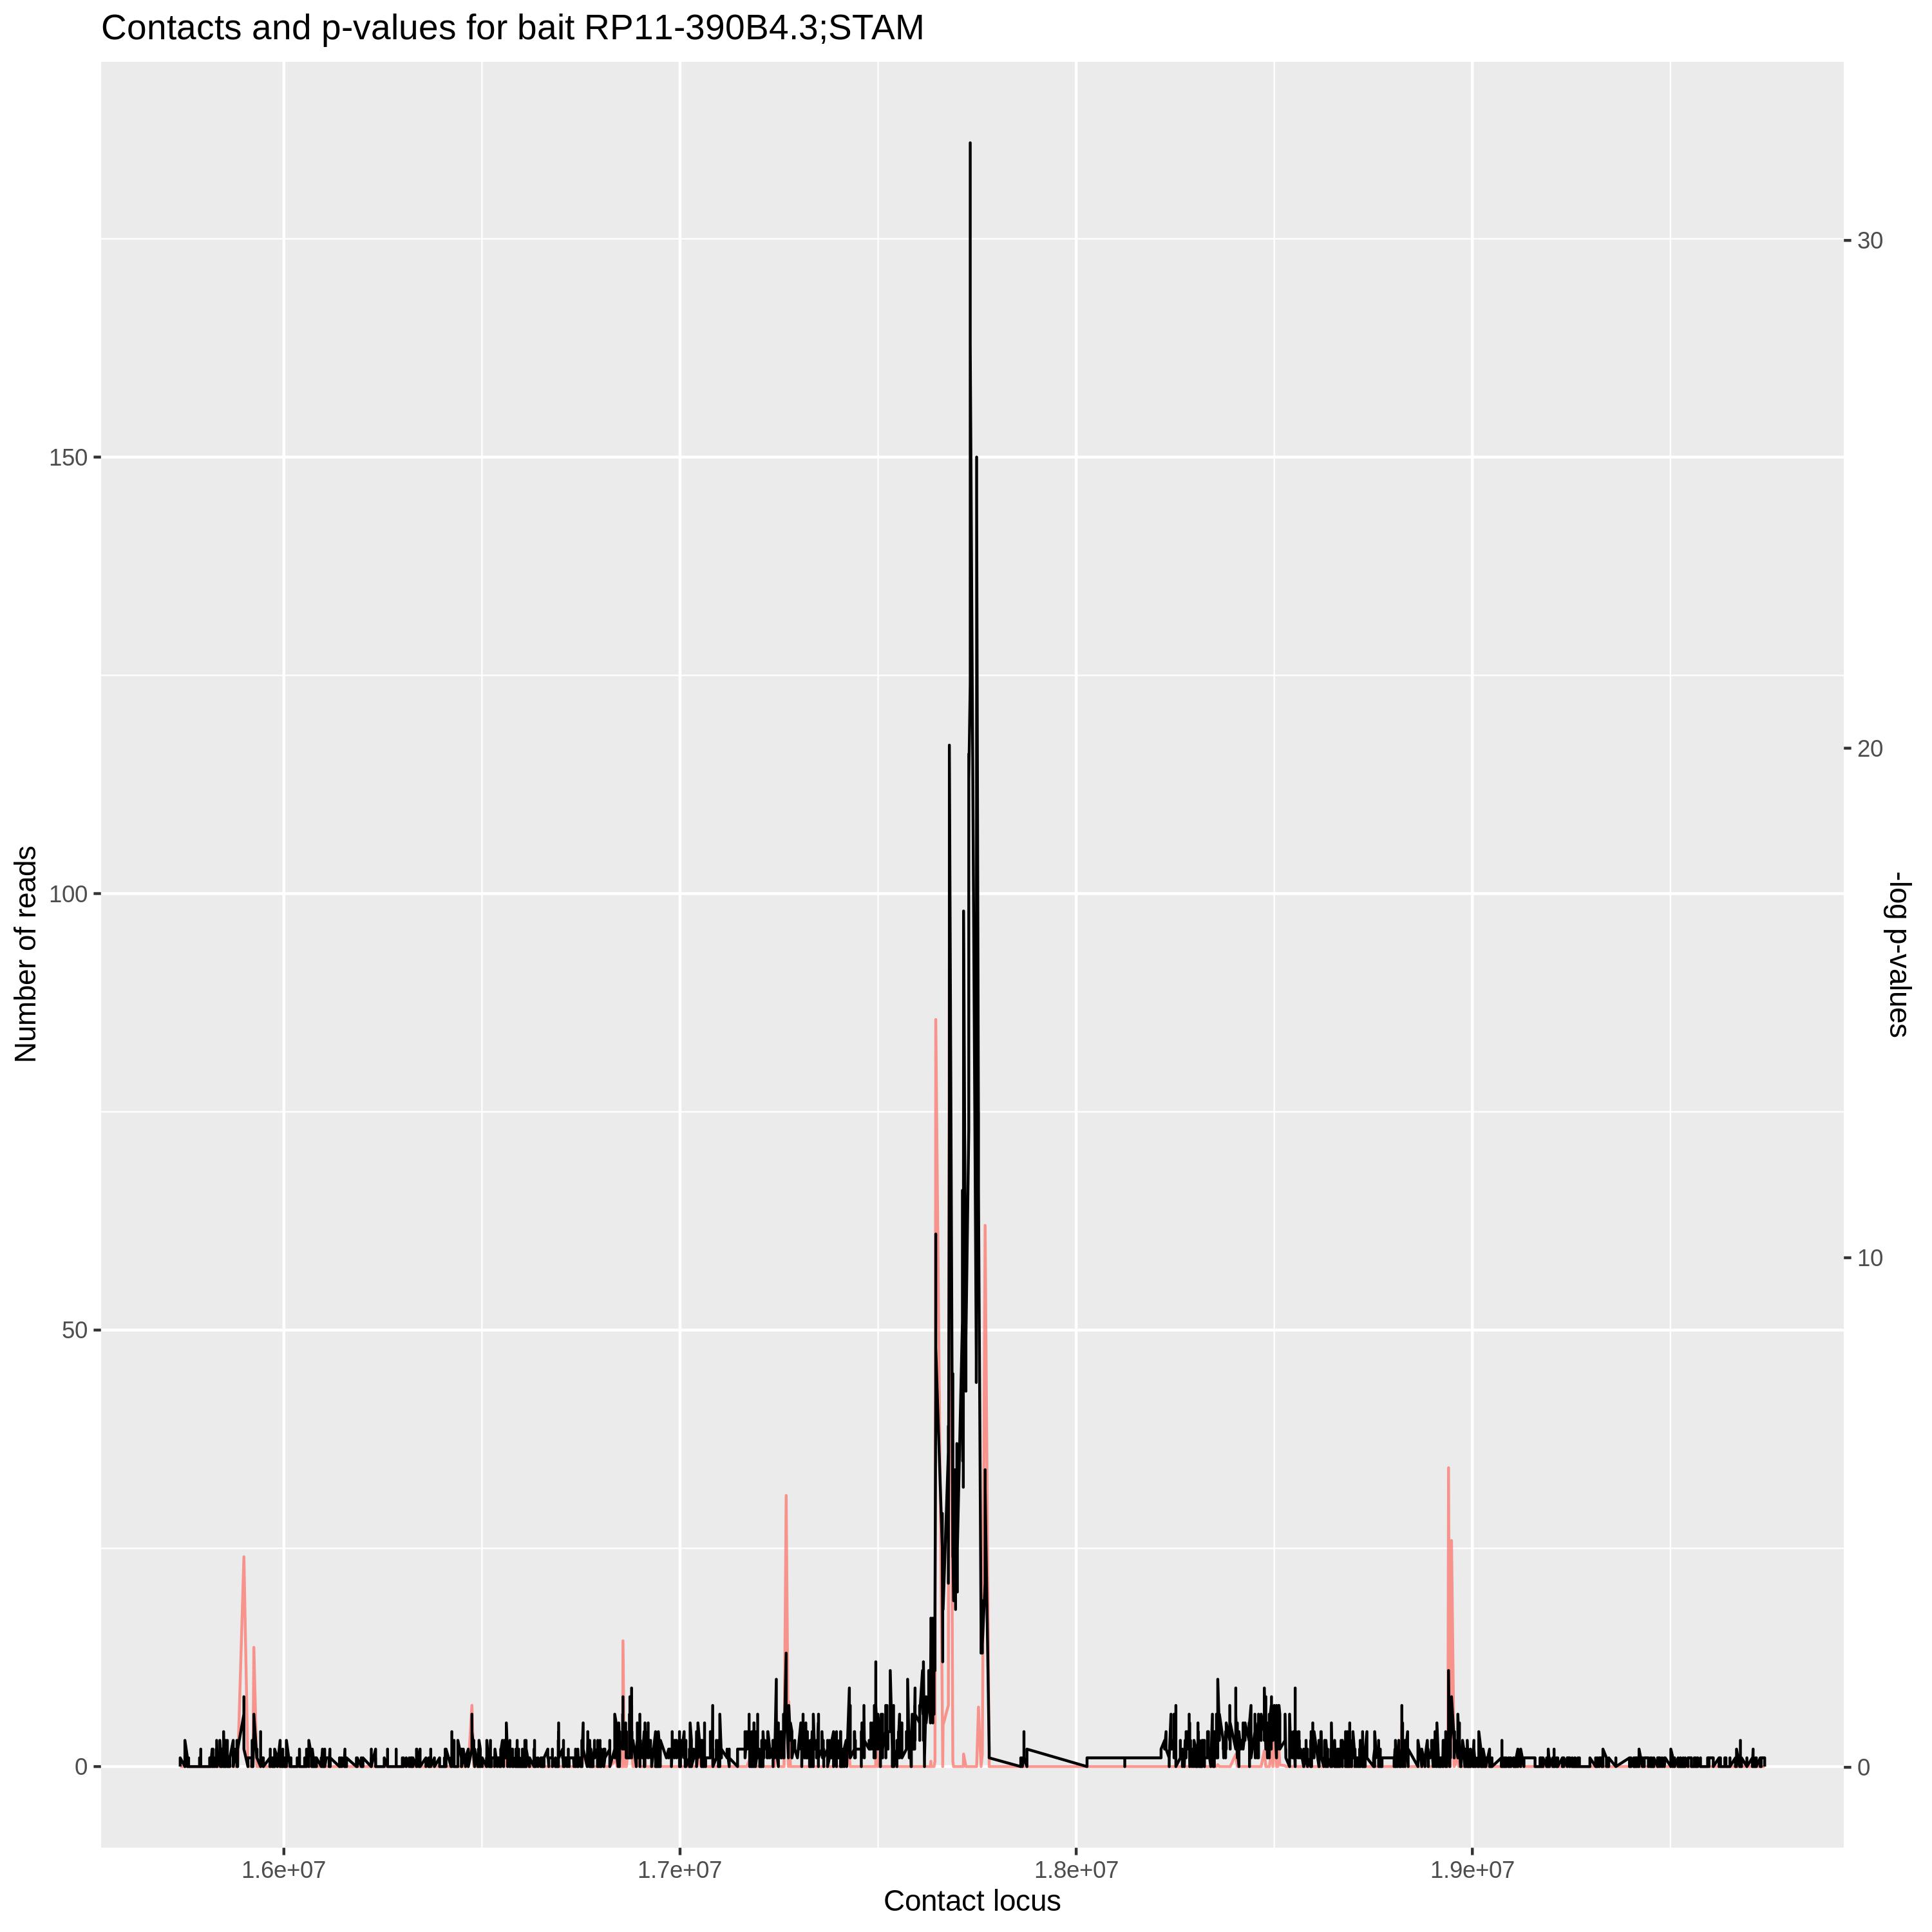 Contacts and p-values for bait RP11-390B4.3;STAM
Number of reads
150
100
50
0
30
20
10
0
-log p-values
1.6e+07 1.7e+07 1.8e+07 1.9e+07
Contact locus